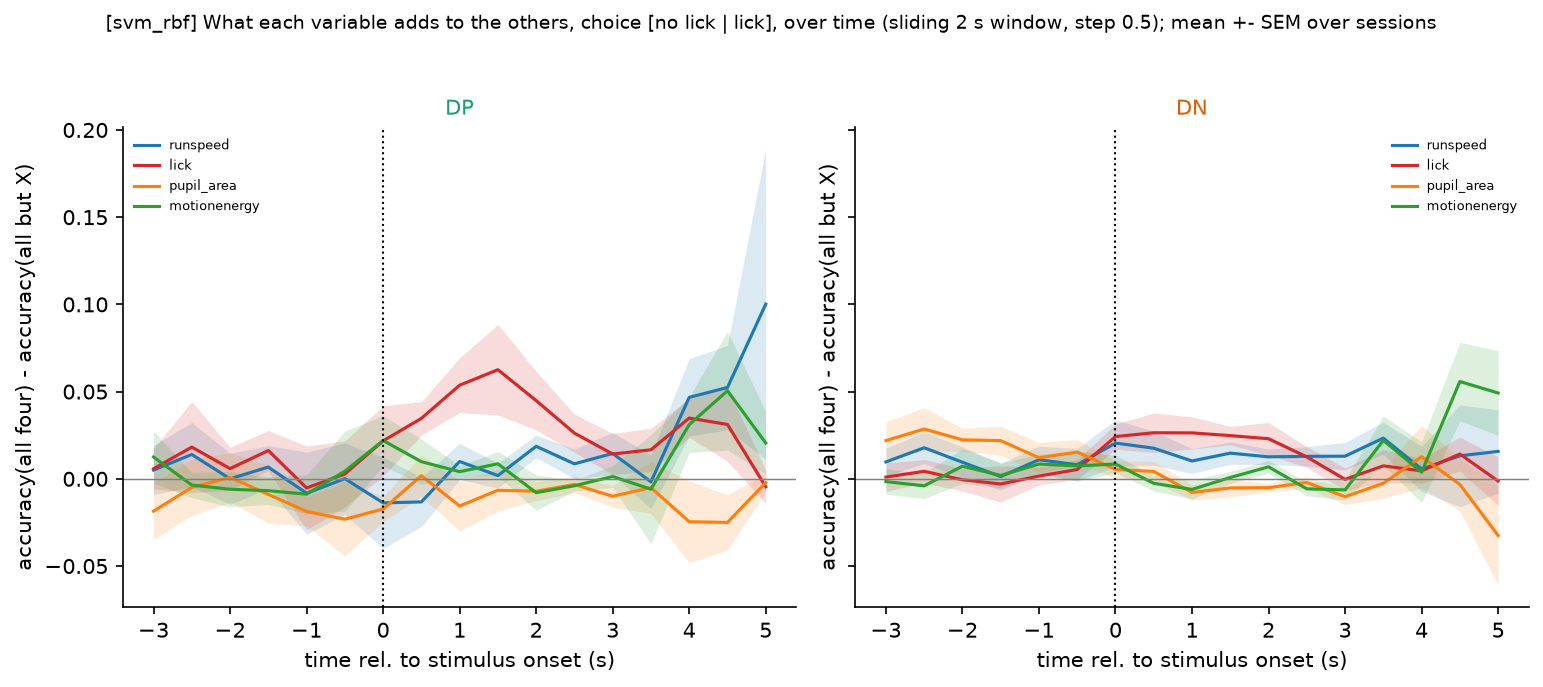 [svm_rbf] What each variable adds to the others, choice [no lick | lick], over time (sliding 2 s window, step 0.5); mean +- SEM over sessions
DP
accuracy(all four) - accuracy(all but X)
0.20
0.15
0.10
0.05
0.00
−0.05
runspeed
lick
pupil_area
motionenergy
−3 −2 −1 0 1 2 3 4 5
time rel. to stimulus onset (s)
DN
accuracy(all four) - accuracy(all but X)
runspeed
lick
pupil_area
motionenergy
−3 −2 −1 0 1 2 3 4 5
time rel. to stimulus onset (s)